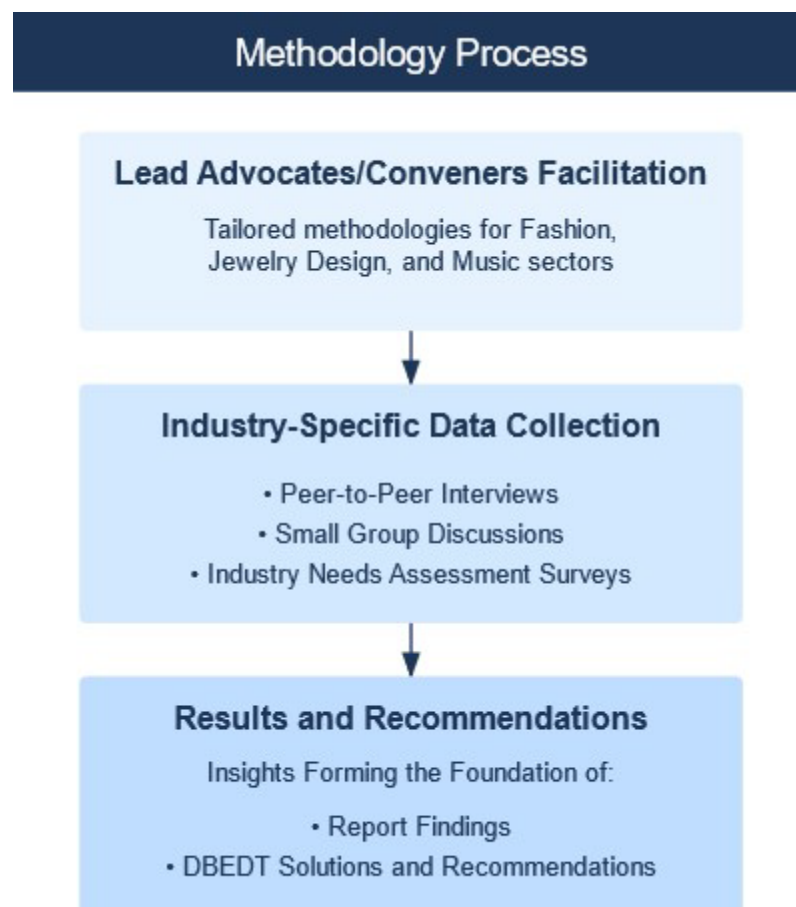 Methodology Process
Lead Advocates/Conveners Facilitation
Tailored methodologies for Fashion,
Jewelry Design, and Music sectors
Industry-Specific Data Collection
• Peer-to-Peer Interviews
• Small Group Discussions
• Industry Needs Assessment Surveys
Results and Recommendations
Insights Forming the Foundation of:
• Report Findings
• DBEDT Solutions and Recommendations